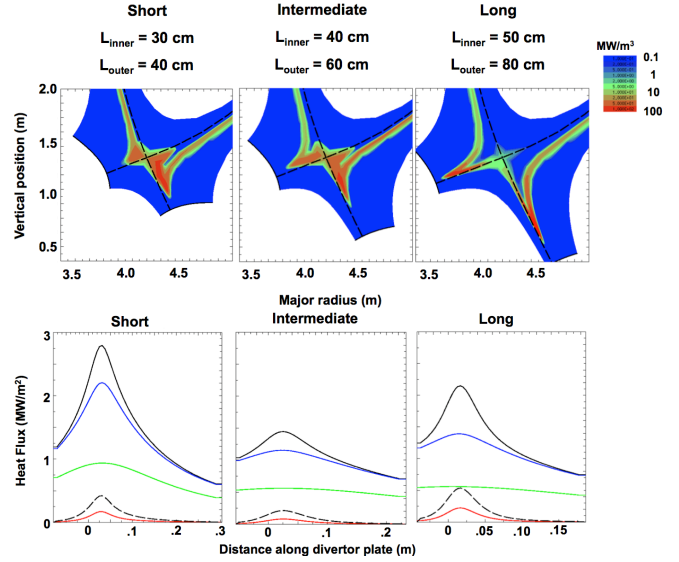 Short
Intermediate
Long
L_inner = 30 cm
L_inner = 40 cm
L_inner = 50 cm
L_outer = 40 cm
L_outer = 60 cm
L_outer = 80 cm
MW/m³
0.1
1
10
100
Vertical position (m)
2.0
1.5
1.0
0.5
3.5 4.0 4.5
3.5 4.0 4.5
3.5 4.0 4.5
Major radius (m)
Short
Intermediate
Long
Heat Flux (MW/m²)
3
2
1
0
0 .1 .2 .3
0 .1 .2
0 .05 .10 .15
Distance along divertor plate (m)